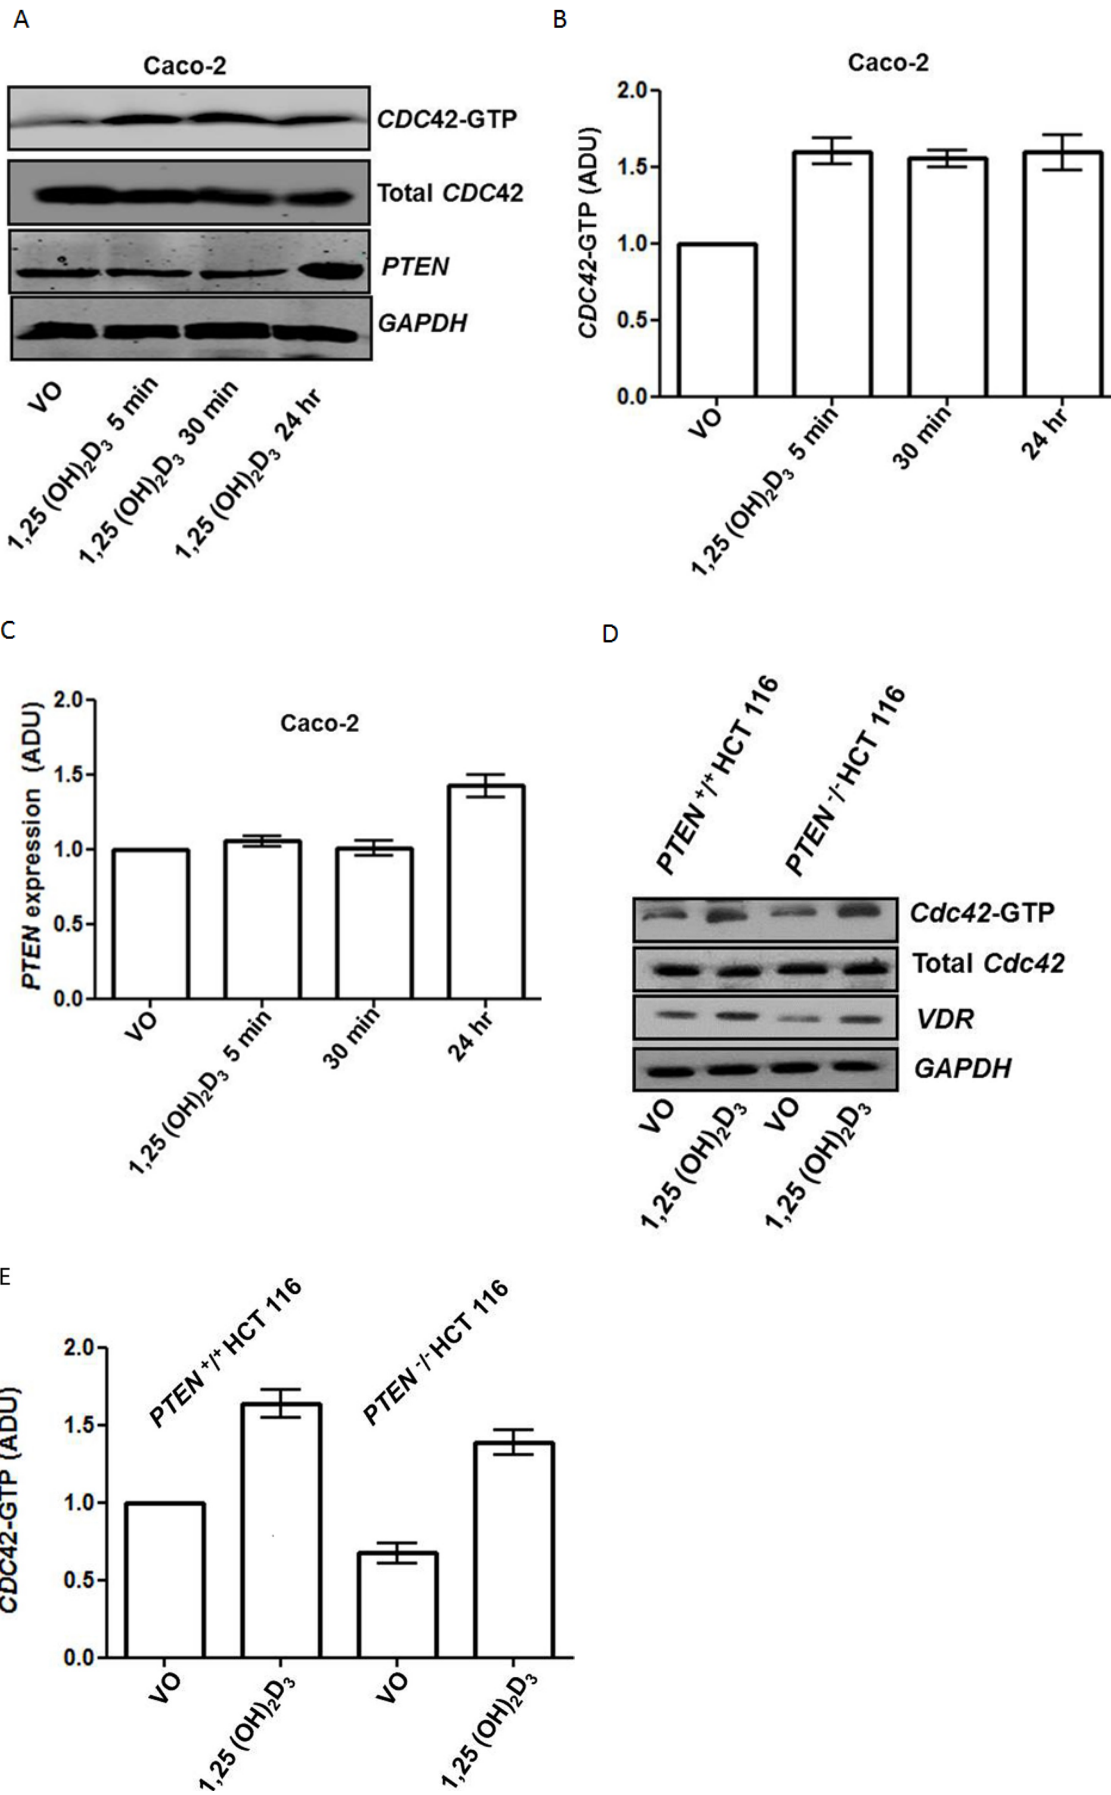 A
Caco-2
CDC42-GTP
Total CDC42
PTEN
GAPDH
VO
1,25 (OH)2D3 5 min
1,25 (OH)2D3 30 min
1,25 (OH)2D3 24 hr
B
Caco-2
CDC42-GTP (ADU)
2.0
1.5
1.0
0.5
0.0
VO
1,25 (OH)2D3 5 min
30 min
24 hr
C
Caco-2
PTEN expression (ADU)
2.0
1.5
1.0
0.5
0.0
VO
1,25 (OH)2D3 5 min
30 min
24 hr
D
PTEN +/+ HCT 116
PTEN -/- HCT 116
Cdc42-GTP
Total Cdc42
VDR
GAPDH
VO
1,25 (OH)2D3
VO
1,25 (OH)2D3
E
PTEN +/+ HCT 116
PTEN -/- HCT 116
CDC42-GTP (ADU)
2.0
1.5
1.0
0.5
0.0
VO
1,25 (OH)2D3
VO
1,25 (OH)2D3